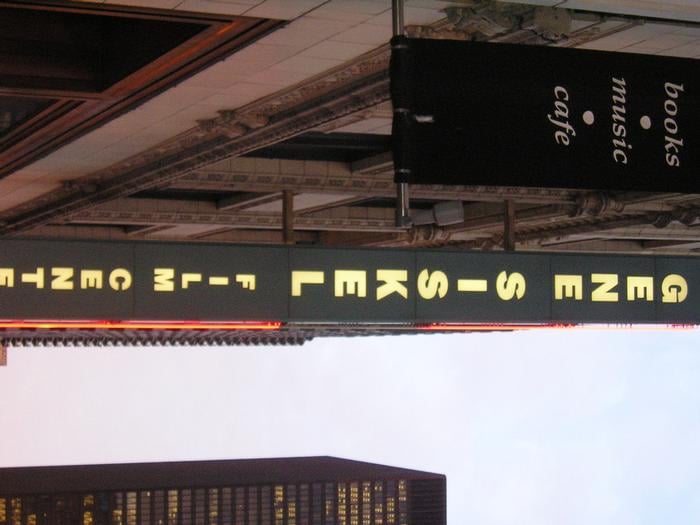 books
music
cafe
GENE
SISKEL
FILM
CENTE